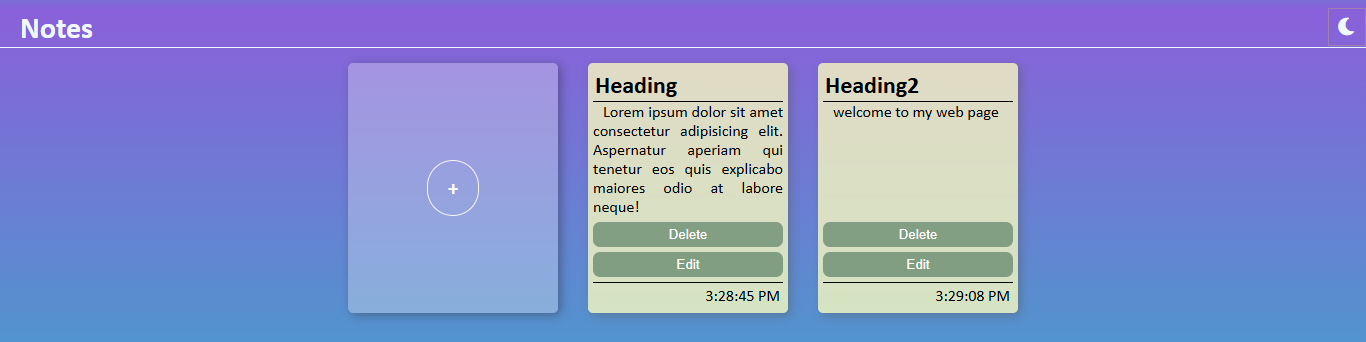 Notes
+
Heading
Lorem ipsum dolor sit amet
consectetur adipisicing elit.
Aspernatur aperiam qui
tenetur eos quis explicabo
maiores odio at labore
neque!
Delete
Edit
3:28:45 PM
Heading2
welcome to my web page
Delete
Edit
3:29:08 PM